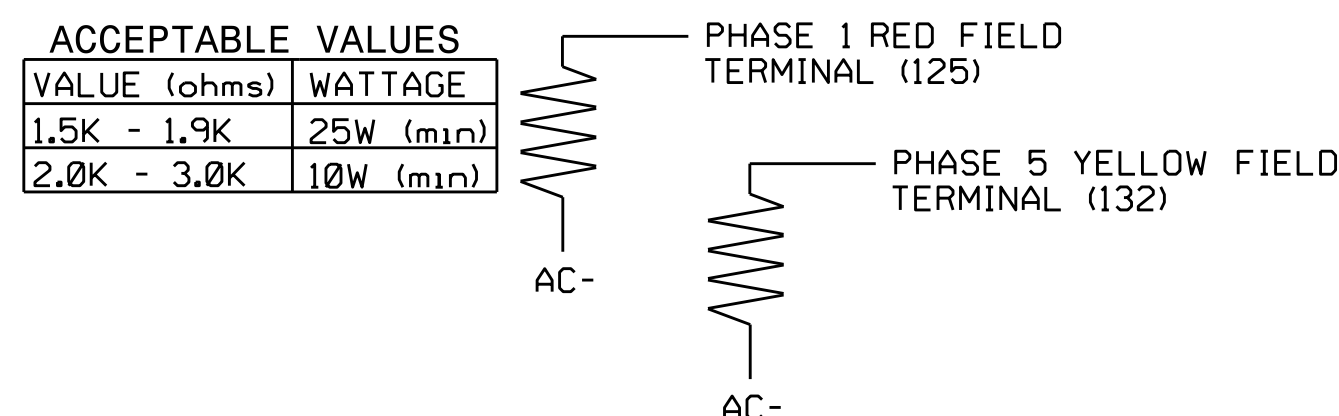 ACCEPTABLE VALUES
VALUE (ohms) WATTAGE
1.5K - 1.9K 25W (min)
2.0K - 3.0K 10W (min)
PHASE 1 RED FIELD
TERMINAL (125)
AC-
PHASE 5 YELLOW FIELD
TERMINAL (132)
AC-